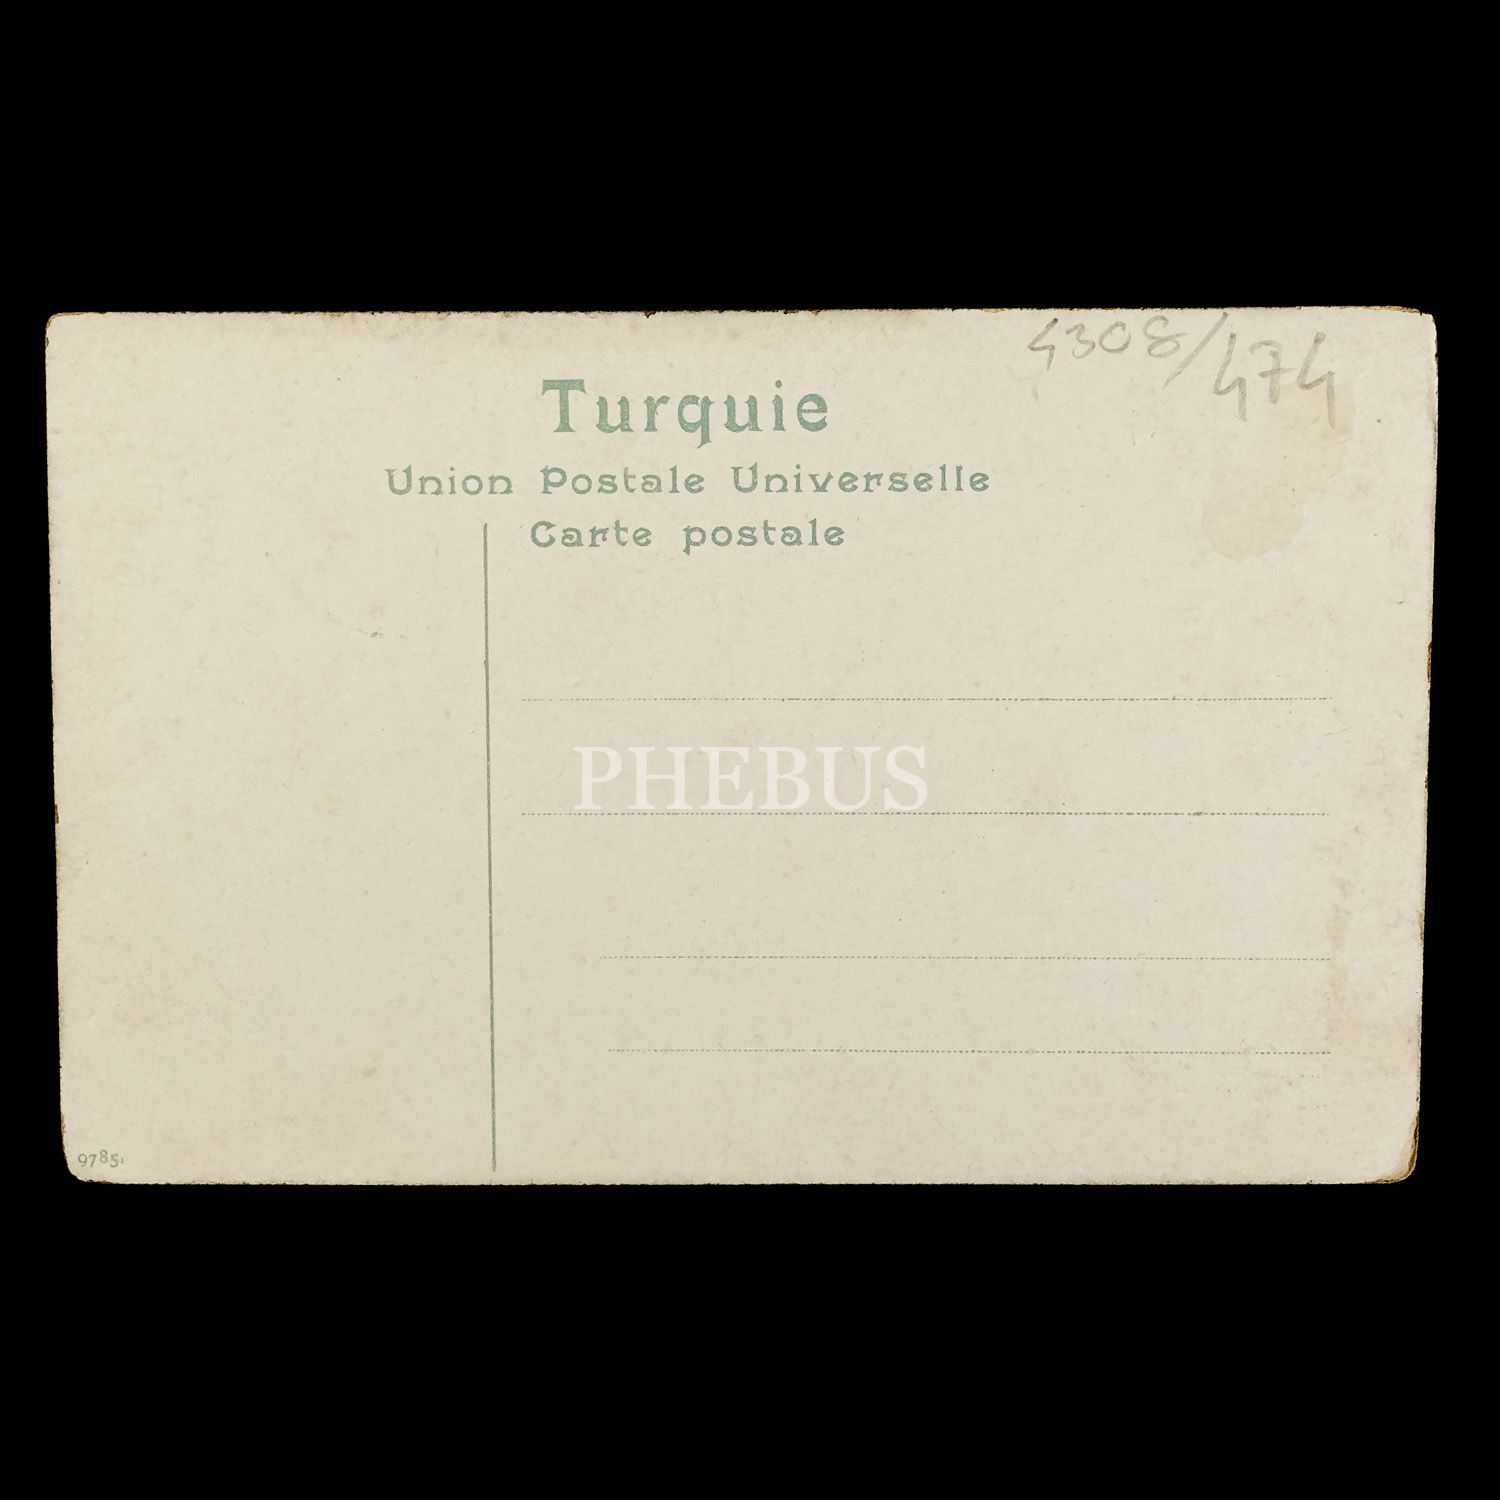 4308/474
Turquie
Union Postale Universelle
Carte postale
PHEBUS
9785.